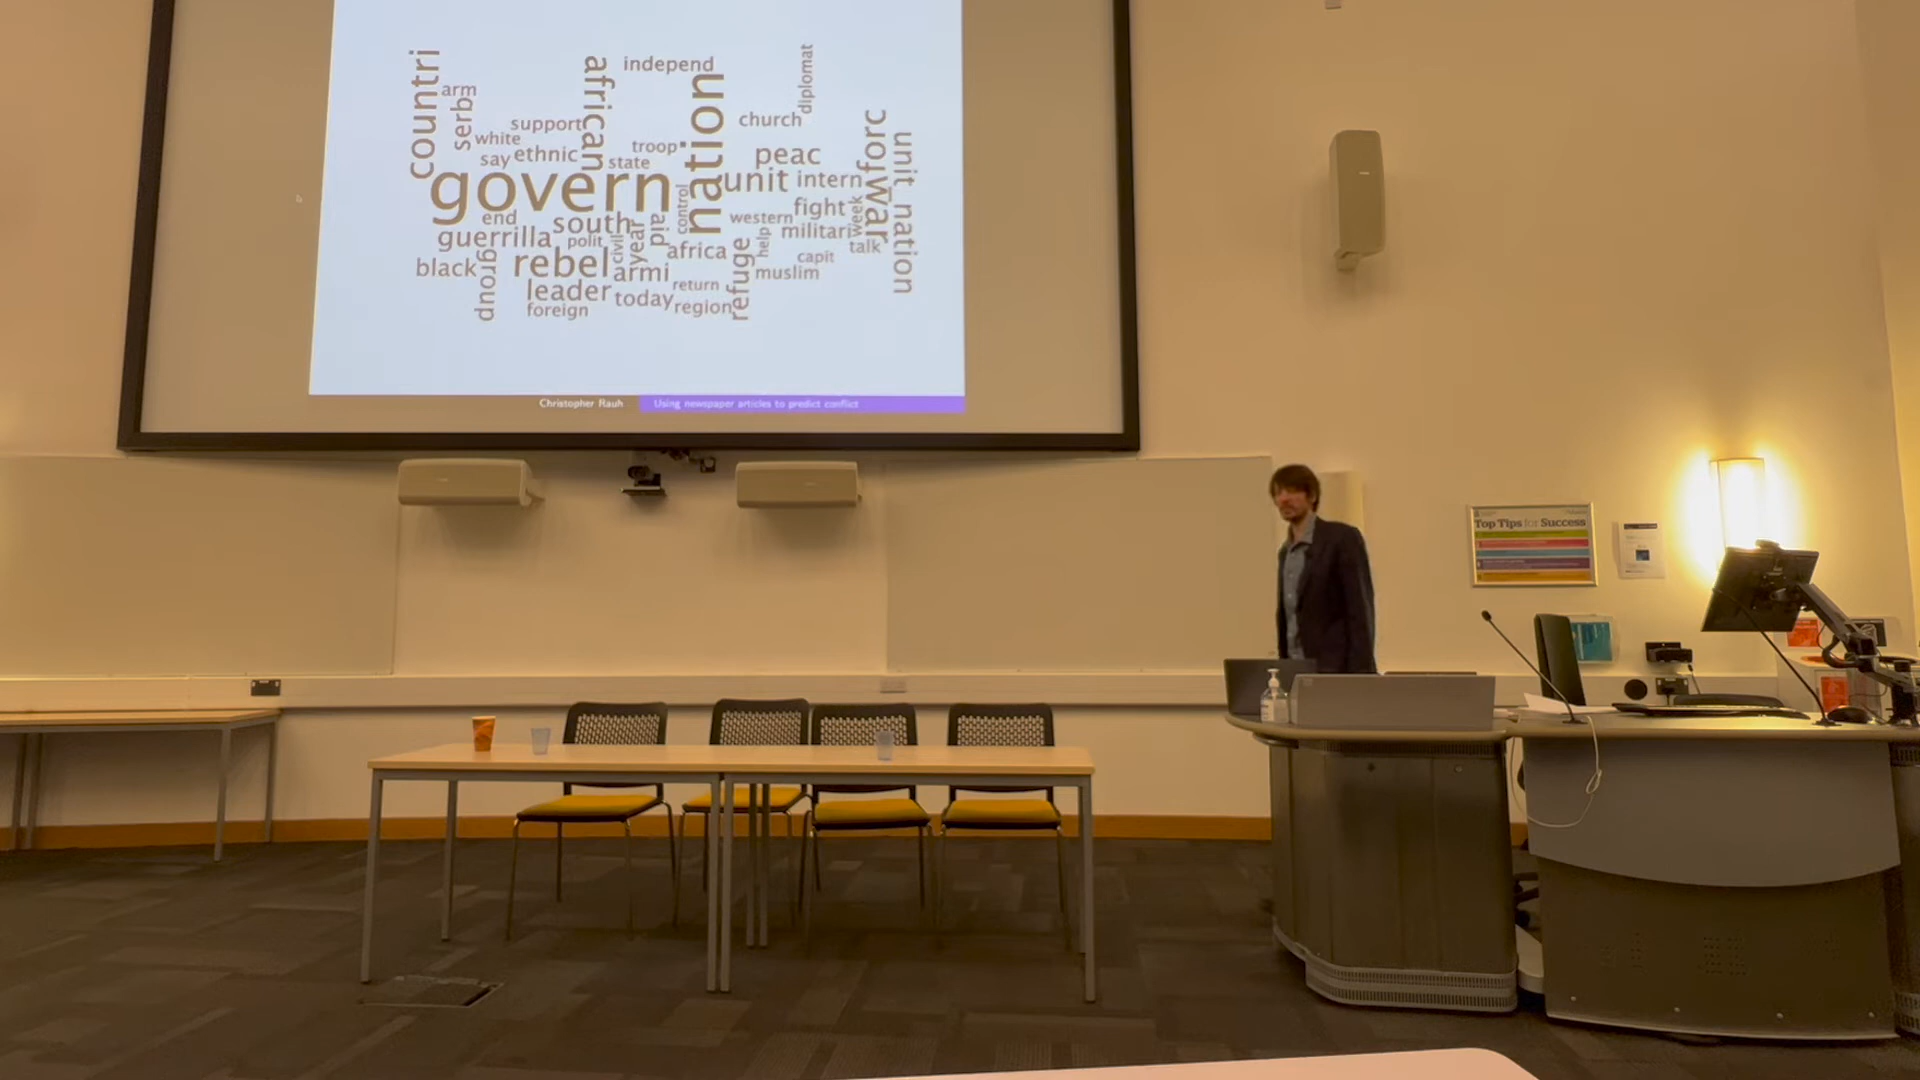 countri
arm
serb
african
independ
diplomat
support
white
say
ethnic
troop
state
nation
church
peac
forc
unit_nation
govern
control
unit
intern
war
end
south
fight
western
week
guerrilla
polit
civil
year
aid
africa
help
militari
talk
black
group
rebel
armi
refuge
capit
muslim
leader
today
return
region
foreign
Christopher Rauh
Using newspaper articles to predict conflict
Top Tips for Success